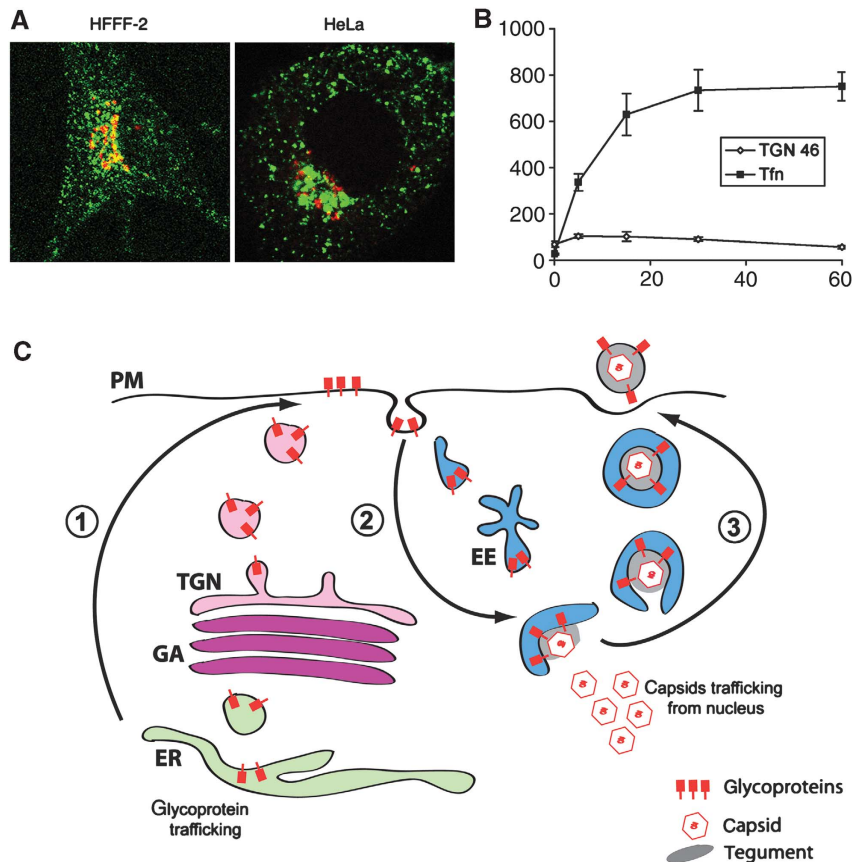 A
HFFF-2
HeLa
B
1000
800
600
400
200
0
0
20
40
60
TGN 46
Tfn
C
PM
1
2
3
EE
TGN
GA
ER
Glycoprotein
trafficking
Capsids trafficking
from nucleus
Glycoproteins
Capsid
Tegument